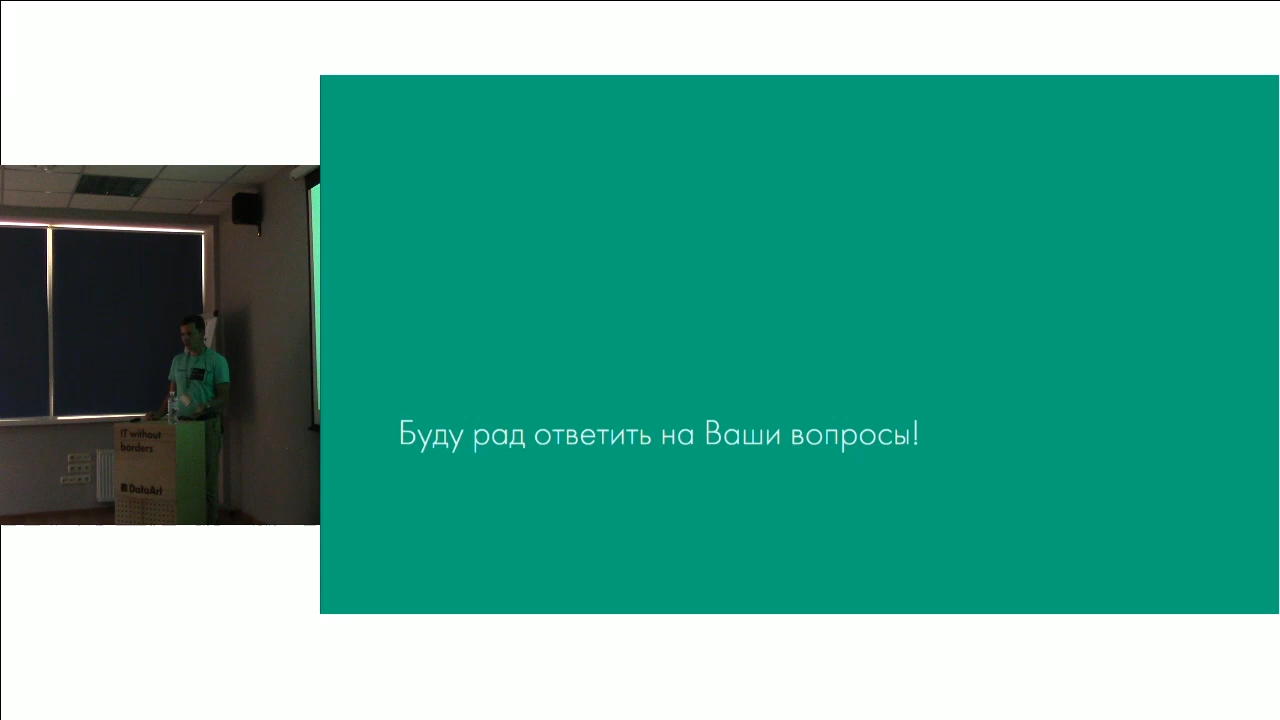 IT without
borders
DataArt
Буду рад ответить на Ваши вопросы!